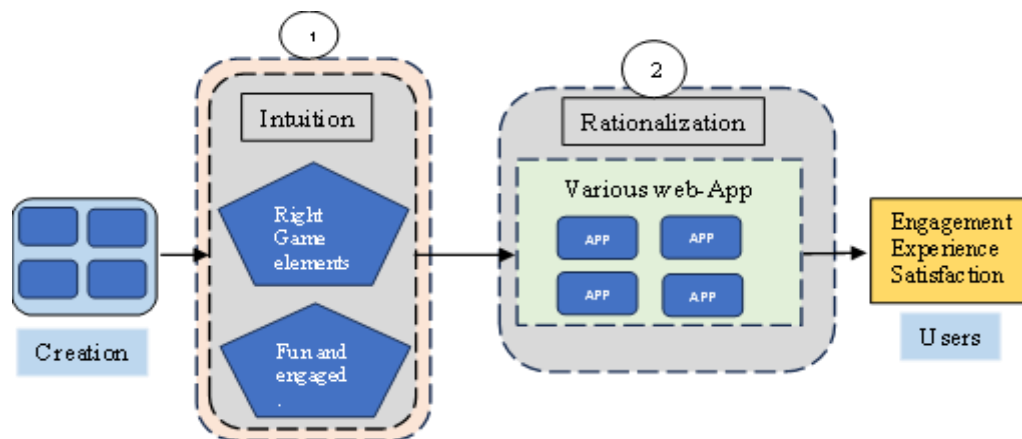 1
2
Intuition
Rationalization
Right
Game
elements
Various web-App
APP
APP
APP
APP
Engagement
Experience
Satisfaction
Creation
Fun and
engaged
.
Users